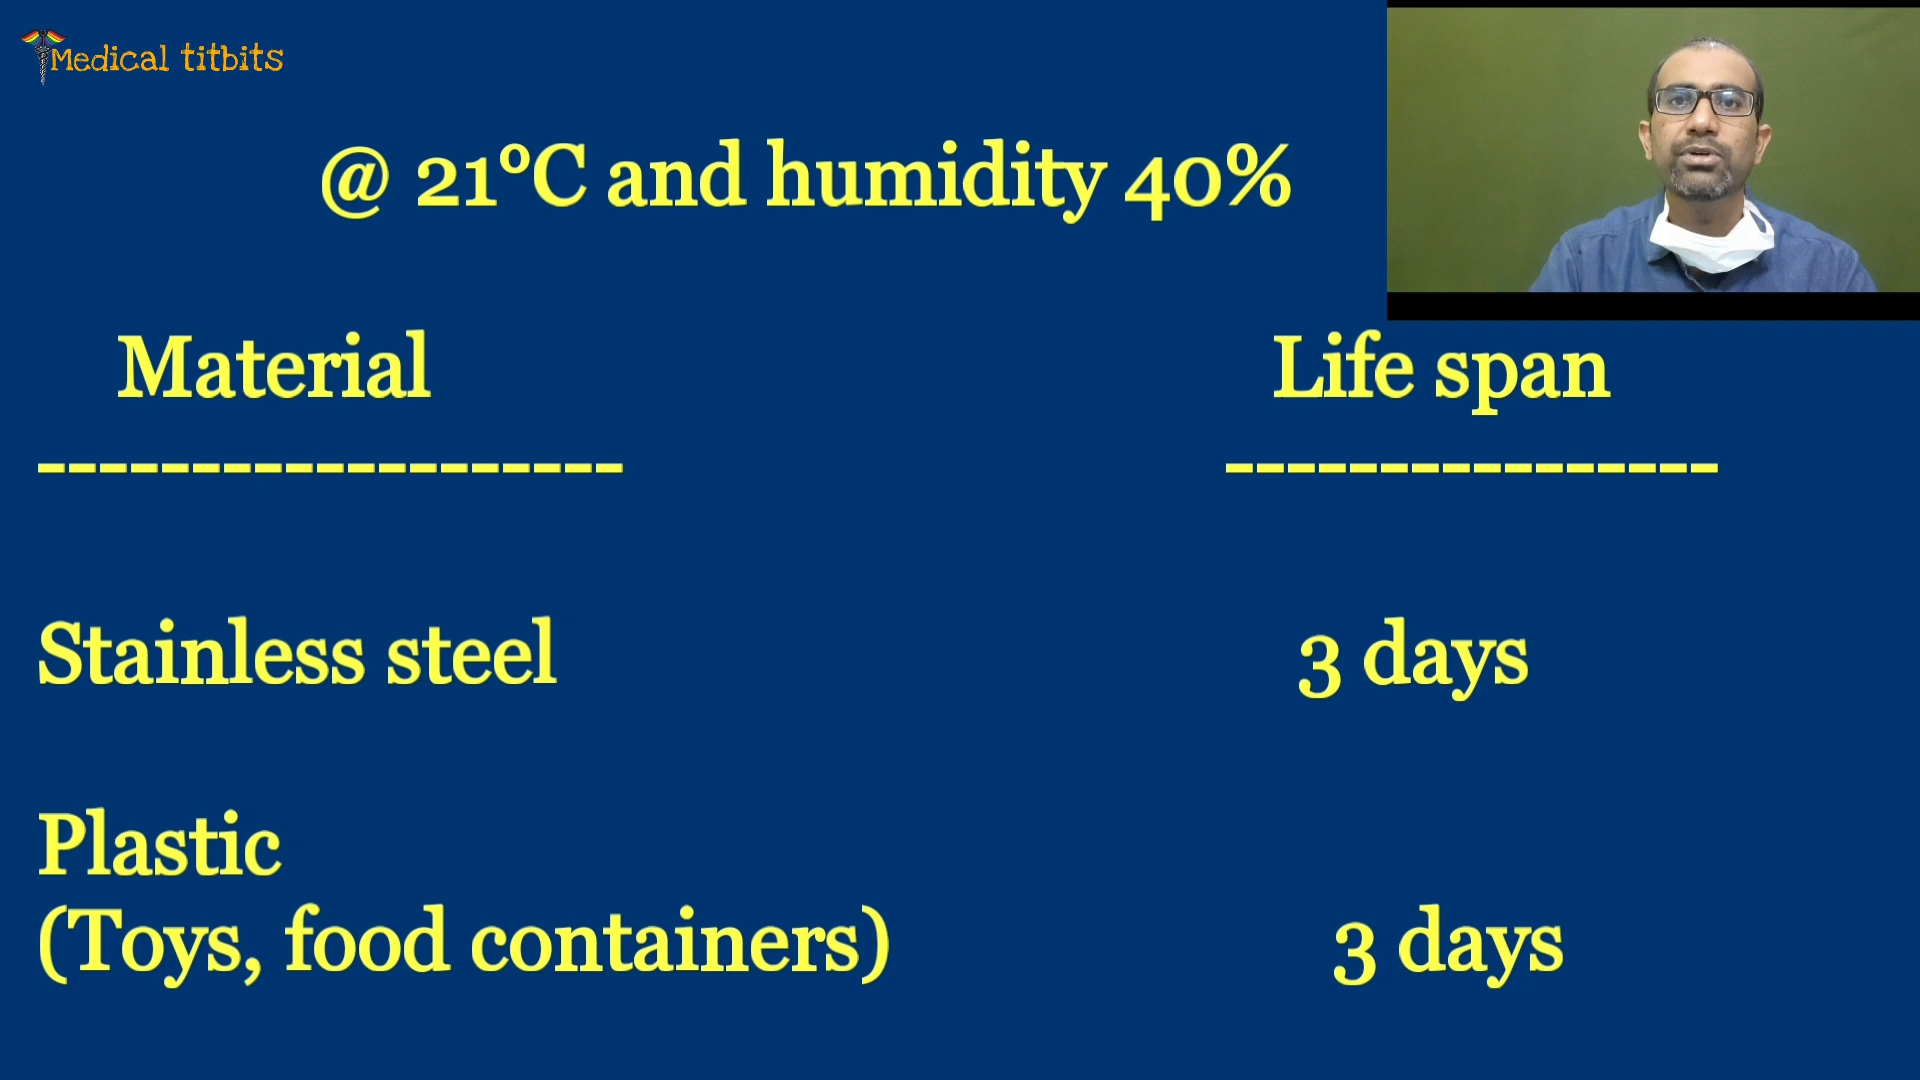 Medical titbits
@ 21°C and humidity 40%
Material Life span
------------------- ----------------
Stainless steel 3 days
Plastic
(Toys, food containers) 3 days